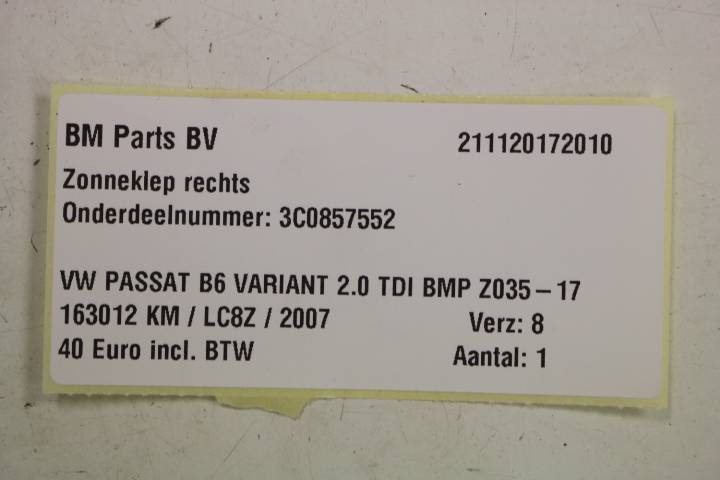 BM Parts BV 211120172010
Zonneklep rechts
Onderdeelnummer: 3C0857552
VW PASSAT B6 VARIANT 2.0 TDI BMP Z035-17
163012 KM / LC8Z / 2007 Verz: 8
40 Euro incl. BTW Aantal: 1